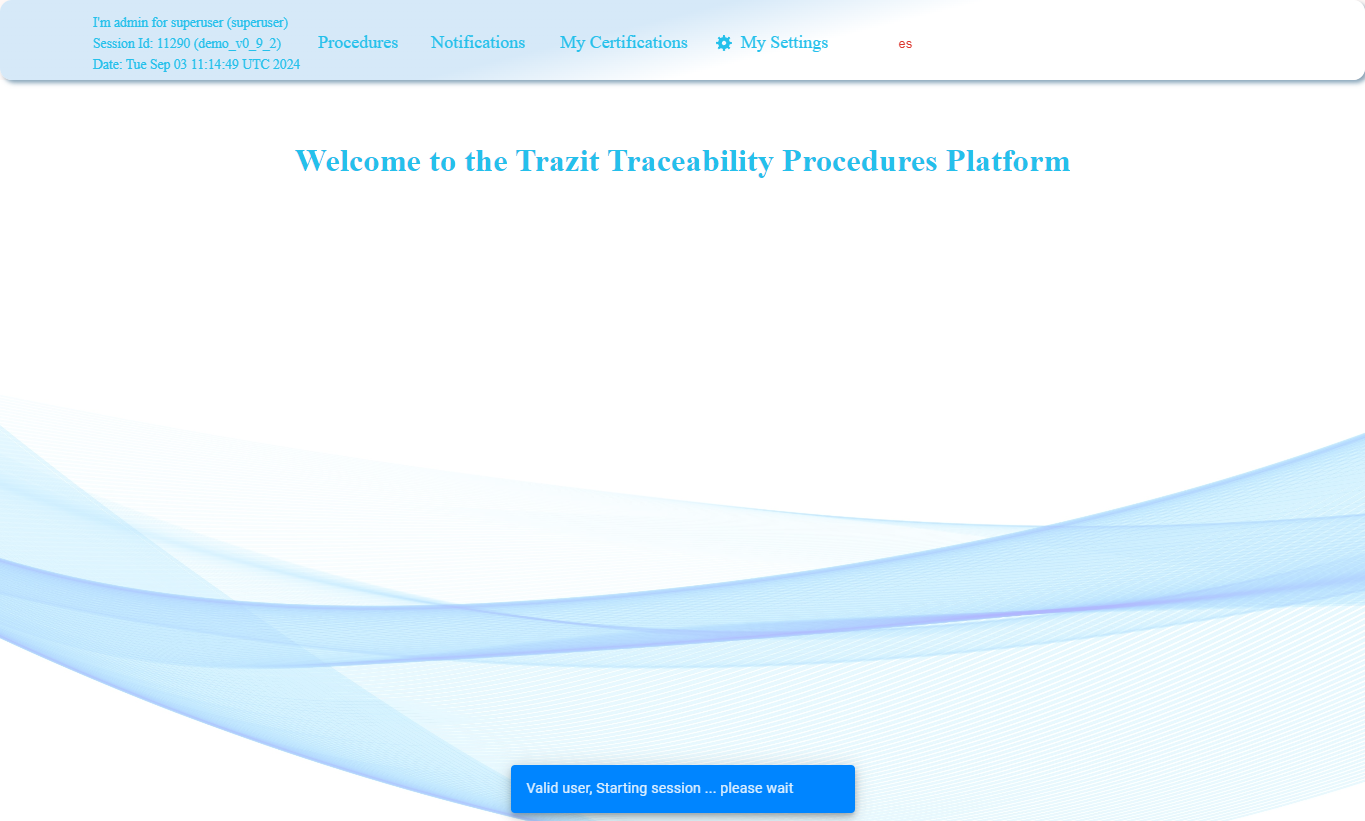 I'm admin for superuser (superuser)
Session Id: 11290 (demo_v0_9_2)
Date: Tue Sep 03 11:14:49 UTC 2024
Procedures
Notifications
My Certifications
My Settings
es
Welcome to the Trazit Traceability Procedures Platform
Valid user, Starting session ... please wait